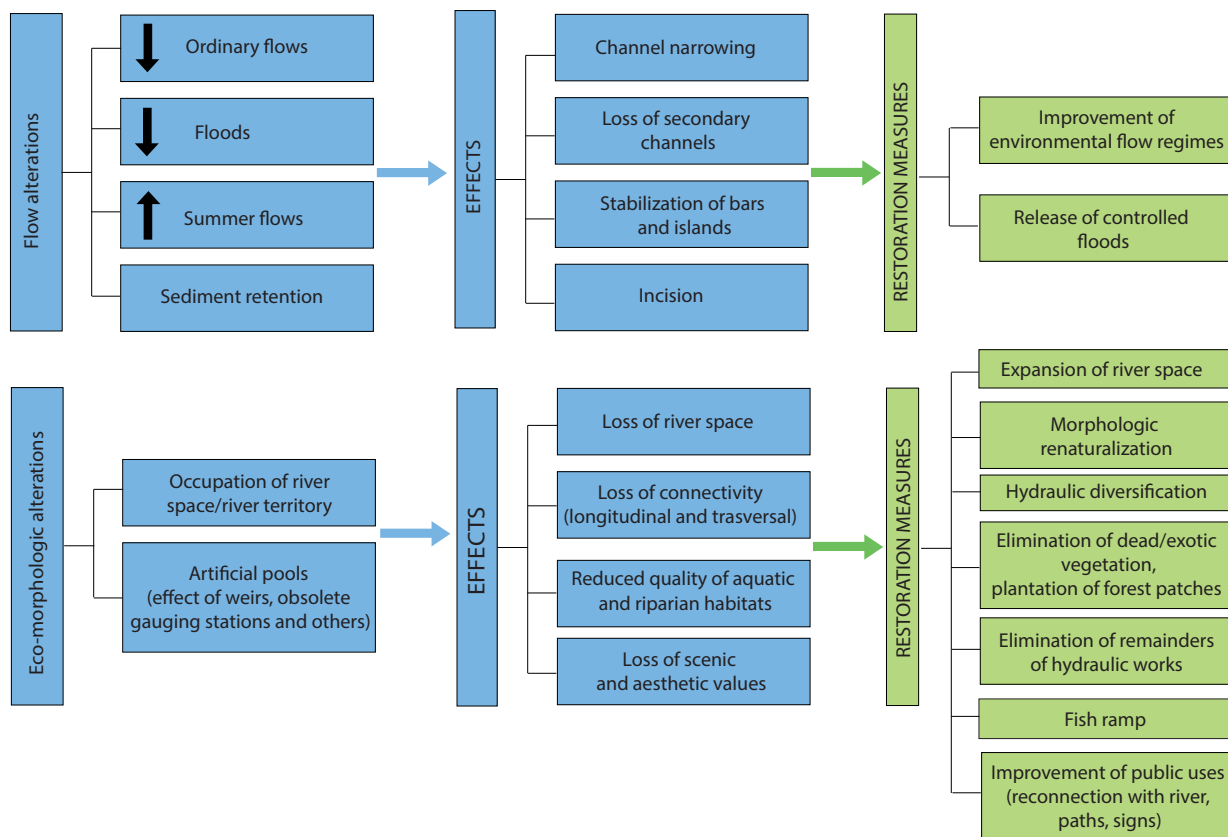 Flow alterations
Ordinary flows
Floods
Summer flows
Sediment retention
EFFECTS
Channel narrowing
Loss of secondary
channels
Stabilization of bars
and islands
Incision
RESTORATION MEASURES
Improvement of
environmental flow regimes
Release of controlled
floods
Eco-morphologic alterations
Occupation of river
space/river territory
Artificial pools
(effect of weirs, obsolete
gauging stations and others)
EFFECTS
Loss of river space
Loss of connectivity
(longitudinal and trasversal)
Reduced quality of aquatic
and riparian habitats
Loss of scenic
and aesthetic values
RESTORATION MEASURES
Expansion of river space
Morphologic
renaturalization
Hydraulic diversification
Elimination of dead/exotic
vegetation,
plantation of forest patches
Elimination of remainders
of hydraulic works
Fish ramp
Improvement of public uses
(reconnection with river,
paths, signs)